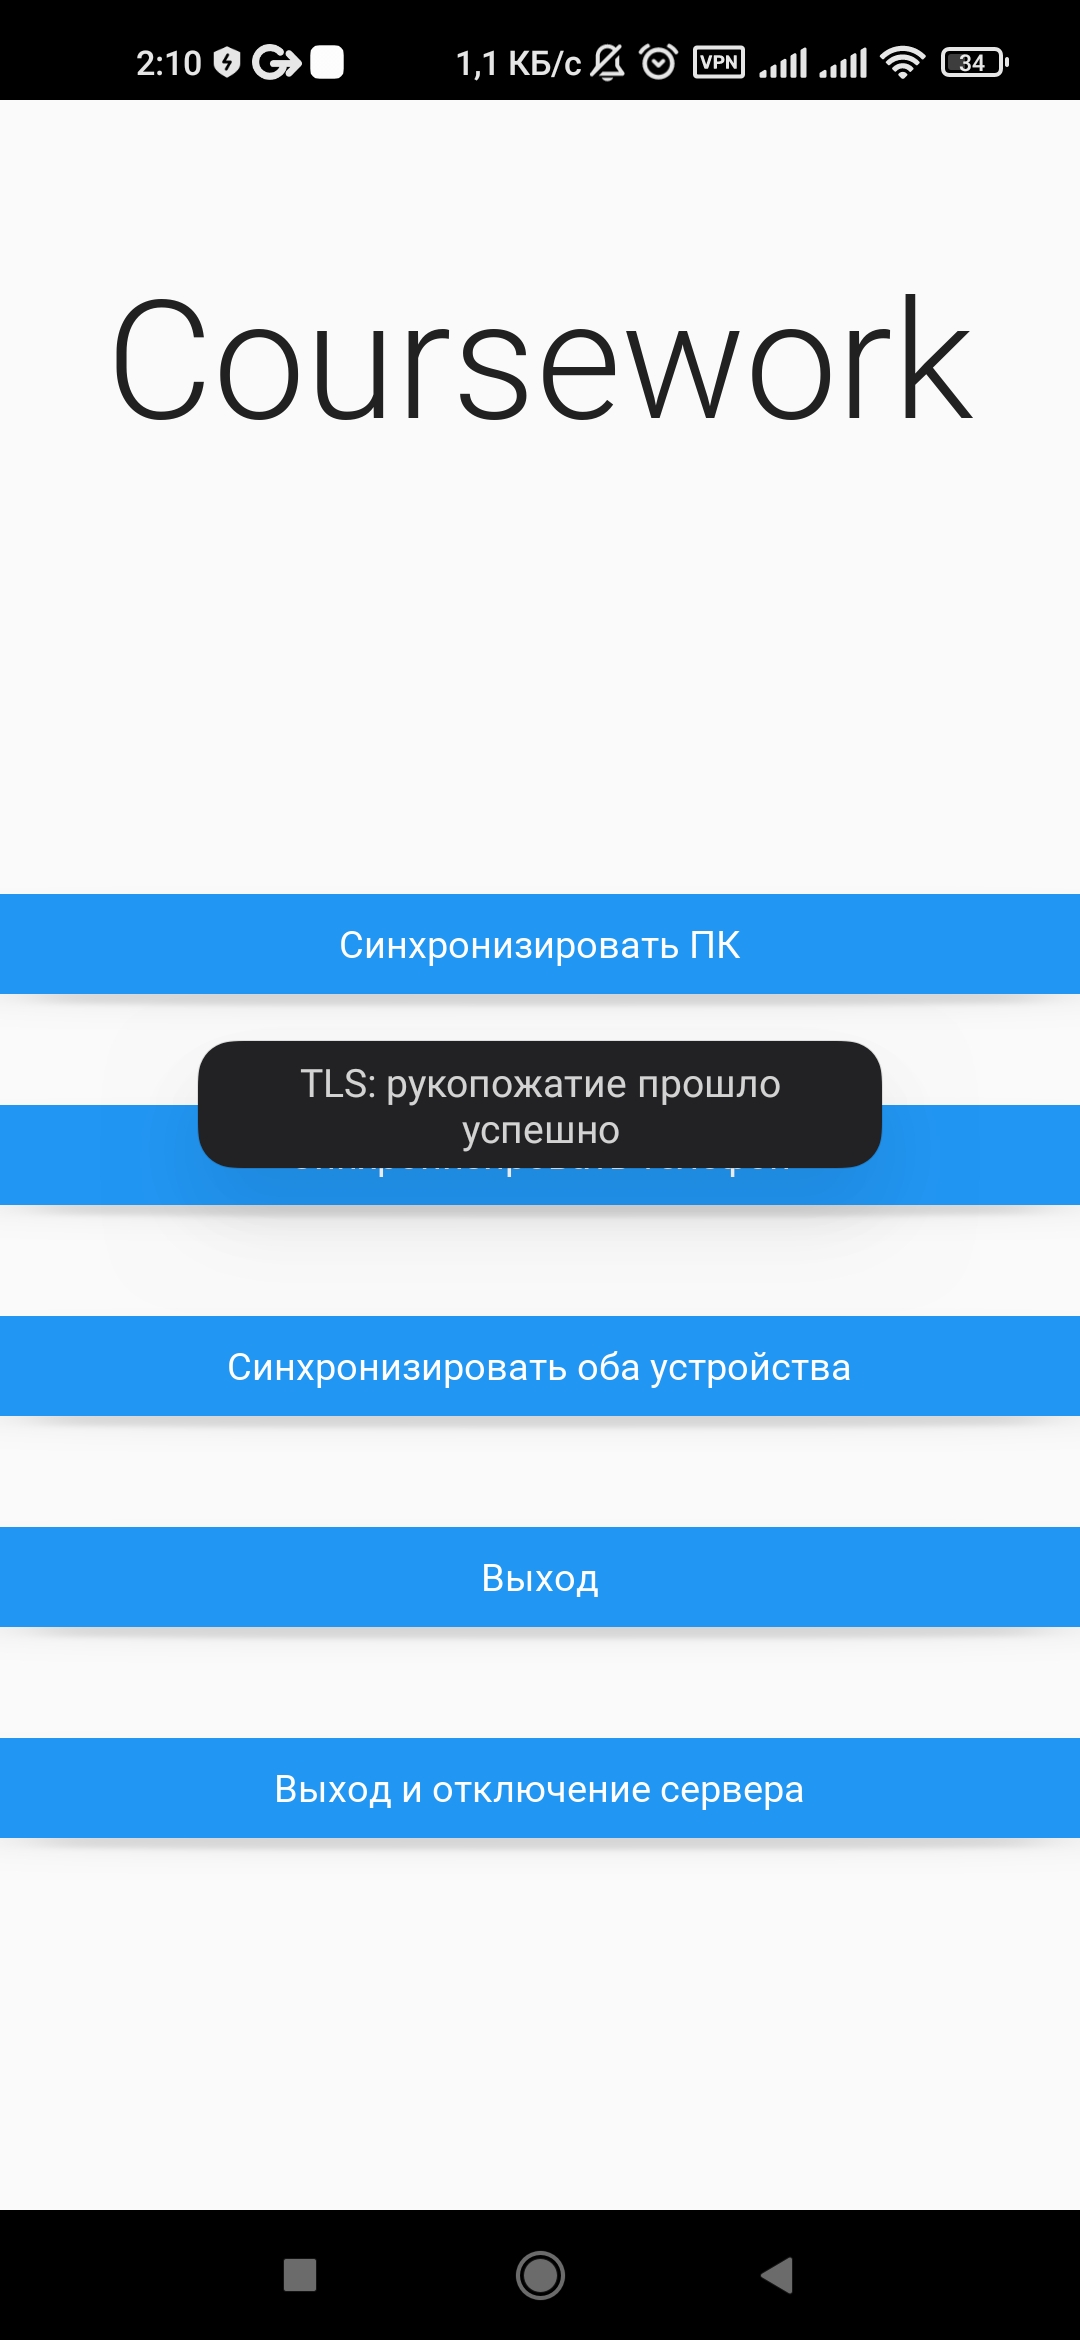 2:10 1,1 КБ/с VPN 34
Coursework
Синхронизировать ПК
TLS: рукопожатие прошло
успешно
Синхронизировать оба устройства
Выход
Выход и отключение сервера